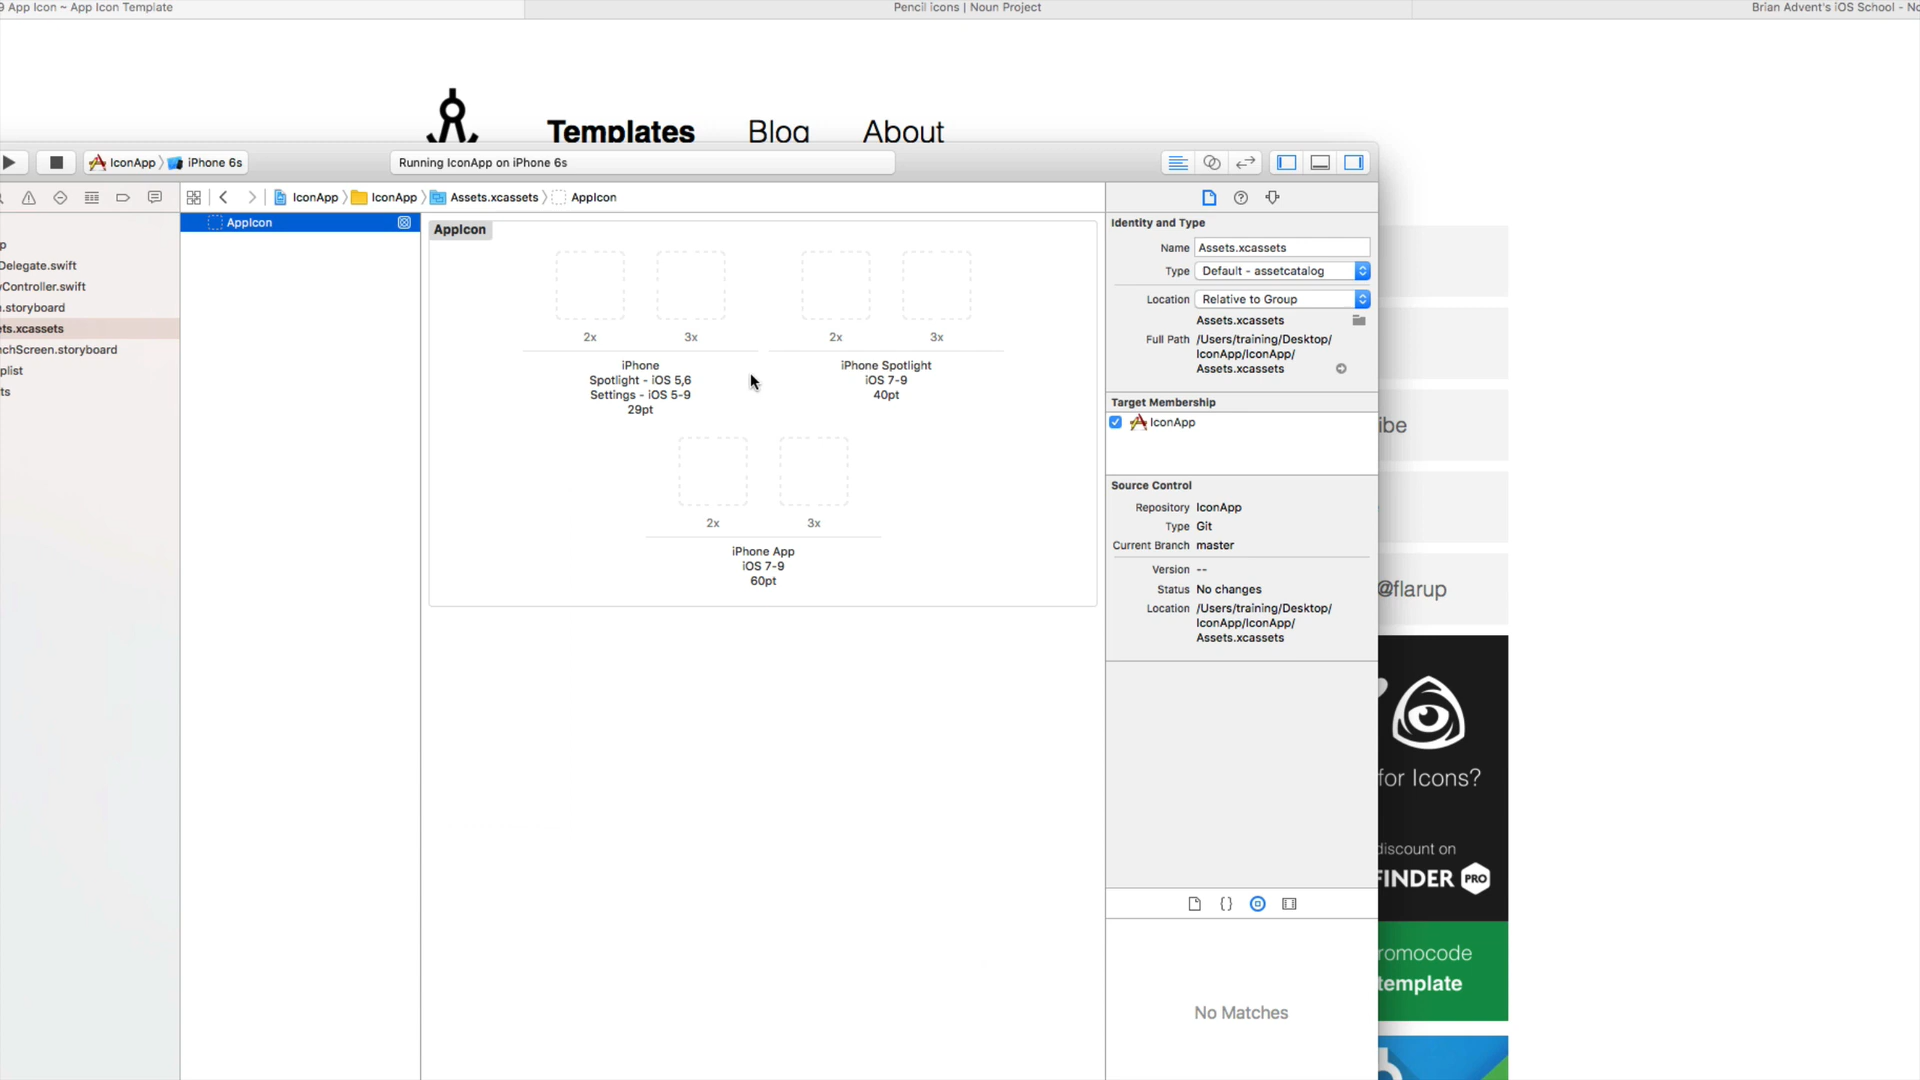 9 App Icon ~ App Icon Template
Pencil icons | Noun Project
Brian Advent's iOS School - No
Templates
Blog
About
IconApp
iPhone 6s
Running IconApp on iPhone 6s
IconApp
IconApp
Assets.xcassets
AppIcon
p
Delegate.swift
Controller.swift
.storyboard
ets.xcassets
chScreen.storyboard
plist
ts
AppIcon
AppIcon
2x
3x
iPhone
Spotlight - iOS 5,6
Settings - iOS 5-9
29pt
2x
3x
iPhone Spotlight
iOS 7-9
40pt
2x
3x
iPhone App
iOS 7-9
60pt
Identity and Type
Name Assets.xcassets
Type Default - assetcatalog
Location Relative to Group
Assets.xcassets
Full Path /Users/training/Desktop/
IconApp/IconApp/
Assets.xcassets
Target Membership
IconApp
Source Control
Repository IconApp
Type Git
Current Branch master
Version --
Status No changes
Location /Users/training/Desktop/
IconApp/IconApp/
Assets.xcassets
No Matches
ibe
@flarup
for Icons?
discount on
FINDER PRO
romocode
template